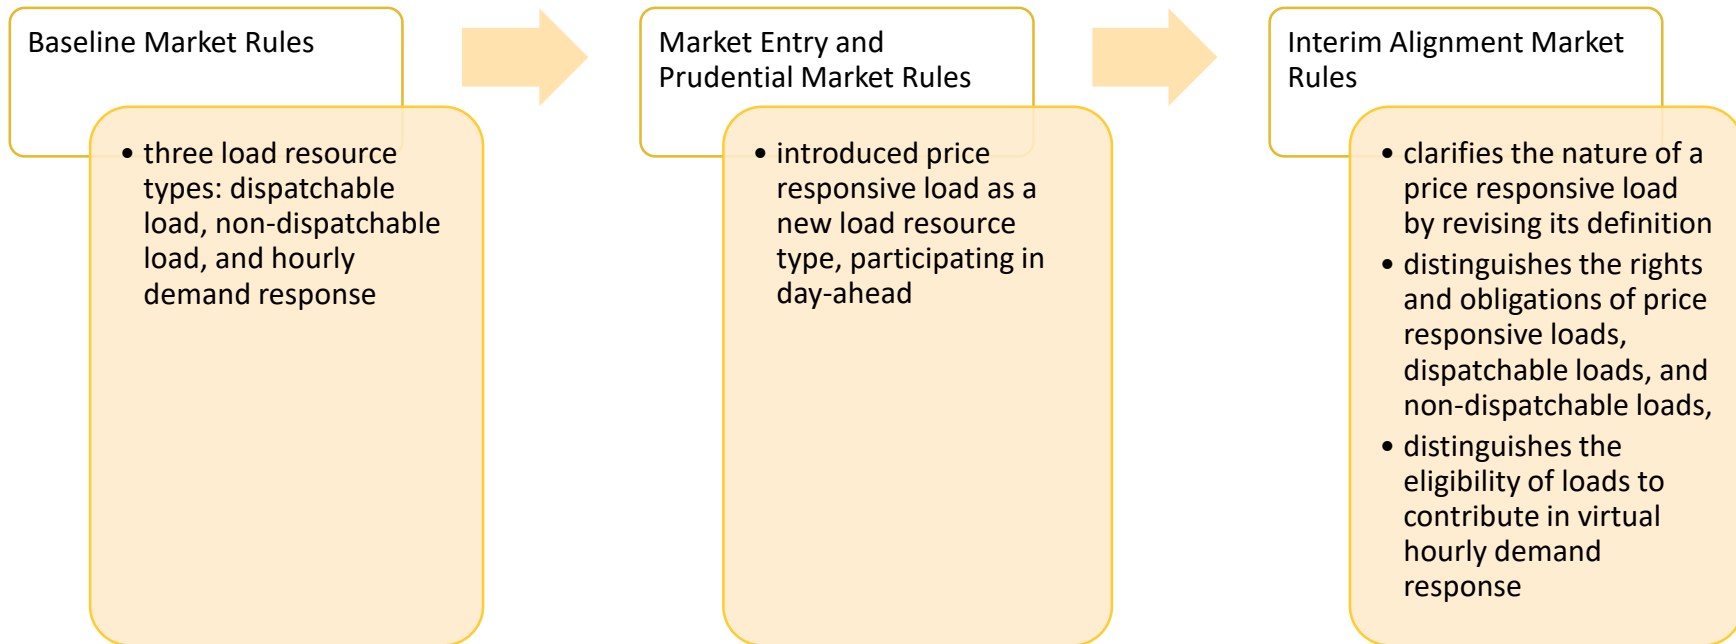 Baseline Market Rules
• three load resource
types: dispatchable
load, non-dispatchable
load, and hourly
demand response
Market Entry and
Prudential Market Rules
• introduced price
responsive load as a
new load resource
type, participating in
day-ahead
Interim Alignment Market
Rules
• clarifies the nature of a
price responsive load
by revising its definition
• distinguishes the rights
and obligations of price
responsive loads,
dispatchable loads, and
non-dispatchable loads,
• distinguishes the
eligibility of loads to
contribute in virtual
hourly demand
response